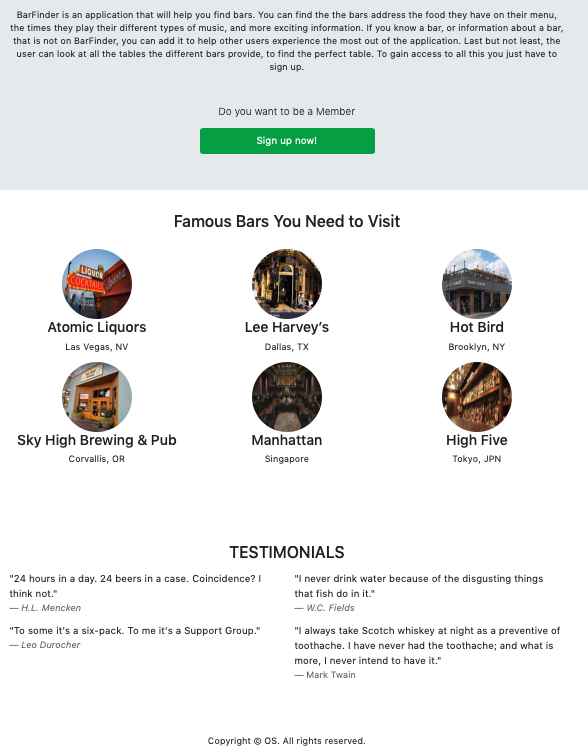 BarFinder is an application that will help you find bars. You can find the the bars address the food they have on their menu,
the times they play their different types of music, and more exciting information. If you know a bar, or information about a bar,
that is not on BarFinder, you can add it to help other users experience the most out of the application. Last but not least, the
user can look at all the tables the different bars provide, to find the perfect table. To gain access to all this you just have to
sign up.
Do you want to be a Member
Sign up now!
Famous Bars You Need to Visit
LIQUOR
COCKTAILS
Atomic Liquors
Las Vegas, NV
Lee Harvey's
Dallas, TX
Hot Bird
Brooklyn, NY
Sky High Brewing & Pub
Corvallis, OR
Manhattan
Singapore
High Five
Tokyo, JPN
TESTIMONIALS
"24 hours in a day. 24 beers in a case. Coincidence? I
think not."
— H.L. Mencken
"I never drink water because of the disgusting things
that fish do in it."
— W.C. Fields
"To some it's a six-pack. To me it's a Support Group."
— Leo Durocher
"I always take Scotch whiskey at night as a preventive of
toothache. I have never had the toothache; and what is
more, I never intend to have it."
— Mark Twain
Copyright © OS. All rights reserved.